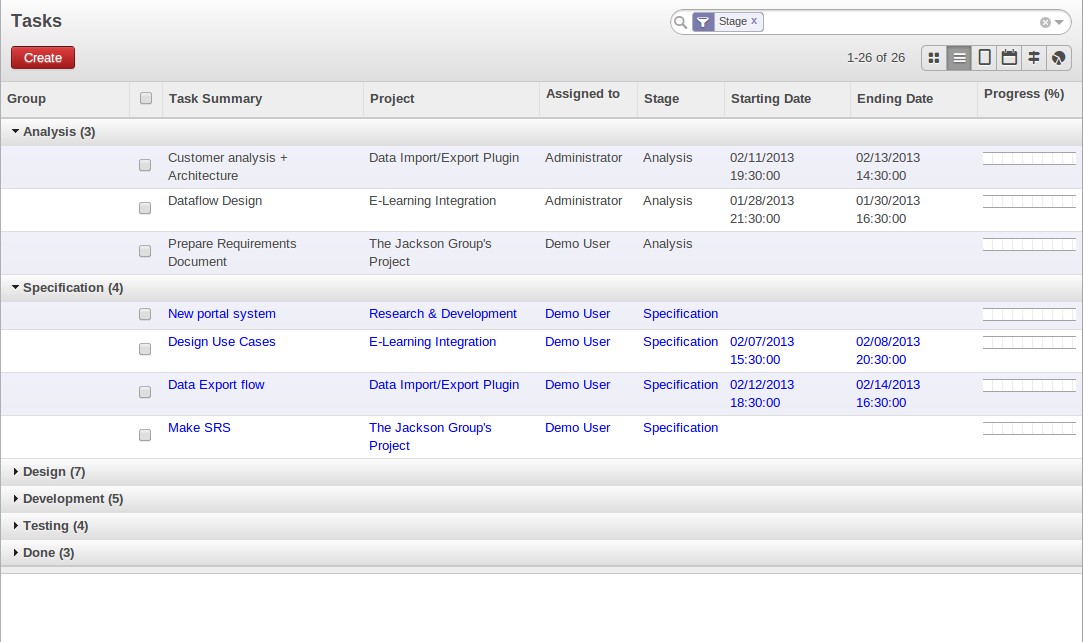 Tasks
Stage x
Create
1-26 of 26
Group Task Summary Project Assigned to Stage Starting Date Ending Date Progress (%)
Analysis (3)
Customer analysis + Data Import/Export Plugin Administrator Analysis 02/11/2013 02/13/2013
Architecture 19:30:00 14:30:00
Dataflow Design E-Learning Integration Administrator Analysis 01/28/2013 01/30/2013
21:30:00 16:30:00
Prepare Requirements The Jackson Group's Demo User Analysis
Document Project
Specification (4)
New portal system Research & Development Demo User Specification
Design Use Cases E-Learning Integration Demo User Specification 02/07/2013 02/08/2013
15:30:00 20:30:00
Data Export flow Data Import/Export Plugin Demo User Specification 02/12/2013 02/14/2013
18:30:00 16:30:00
Make SRS The Jackson Group's Demo User Specification
Project
Design (7)
Development (5)
Testing (4)
Done (3)